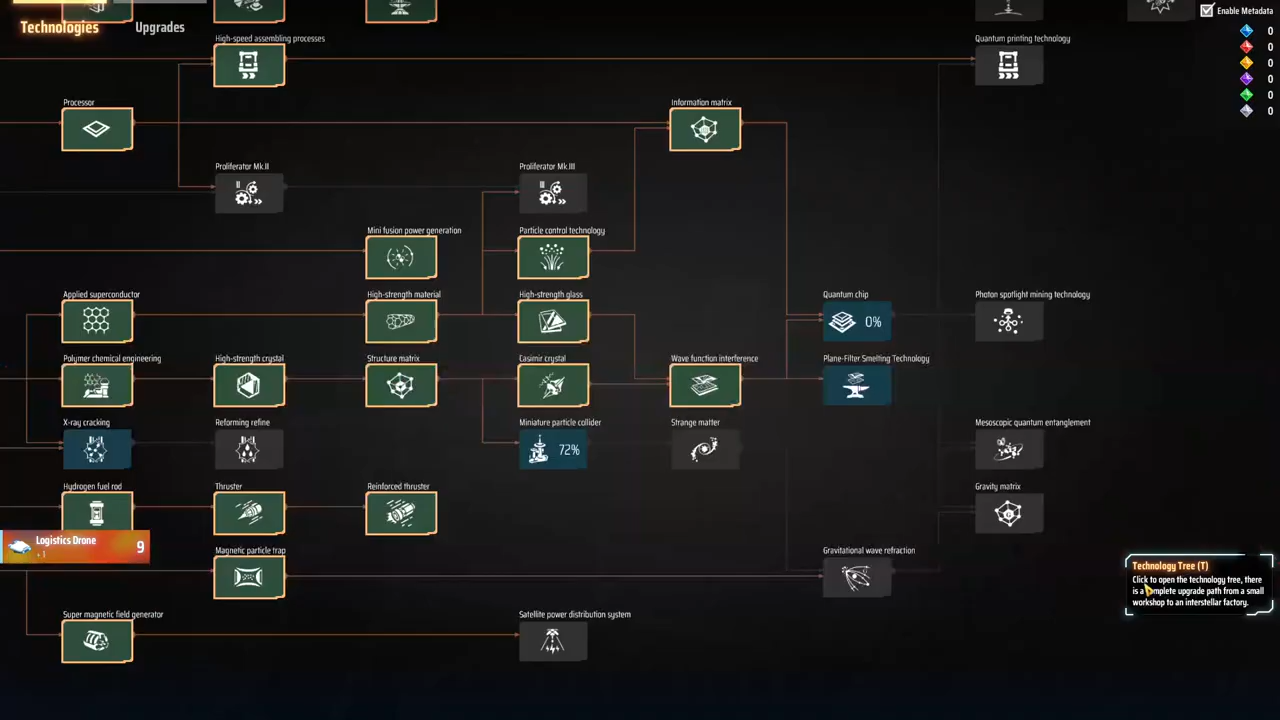 Technologies
Upgrades
Enable Metadata
0
0
0
0
0
0
High-speed assembling processes
Quantum printing technology
Processor
Information matrix
Proliferator Mk.II
Proliferator Mk.III
Mini fusion power generation
Particle control technology
Applied superconductor
High-strength material
High-strength glass
Quantum chip
0%
Photon spotlight mining technology
Polymer chemical engineering
High-strength crystal
Structure matrix
Casimir crystal
Wave function interference
Plane-Filter Smelting Technology
X-ray cracking
Reforming refine
Miniature particle collider
72%
Strange matter
Mesoscopic quantum entanglement
Hydrogen fuel rod
Thruster
Reinforced thruster
Gravity matrix
Logistics Drone
+1
9
Magnetic particle trap
Gravitational wave refraction
Technology Tree (T)
Click to open the technology tree, there
is a complete upgrade path from a small
workshop to an interstellar factory.
Super magnetic field generator
Satellite power distribution system